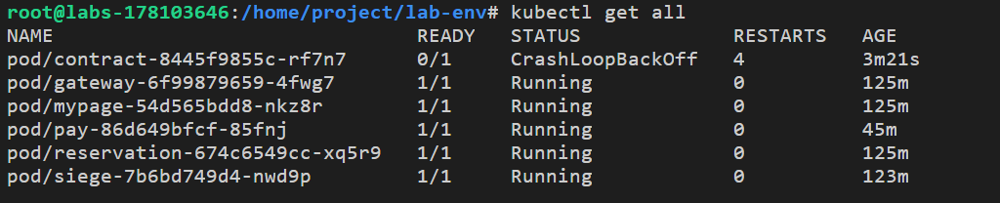 root@labs-178103646:/home/project/lab-env# kubectl get all
NAME READY STATUS RESTARTS AGE
pod/contract-8445f9855c-rf7n7 0/1 CrashLoopBackOff 4 3m21s
pod/gateway-6f99879659-4fwg7 1/1 Running 0 125m
pod/mypage-54d565bdd8-nkz8r 1/1 Running 0 125m
pod/pay-86d649bfcf-85fnj 1/1 Running 0 45m
pod/reservation-674c6549cc-xq5r9 1/1 Running 0 125m
pod/siege-7b6bd749d4-nwd9p 1/1 Running 0 123m